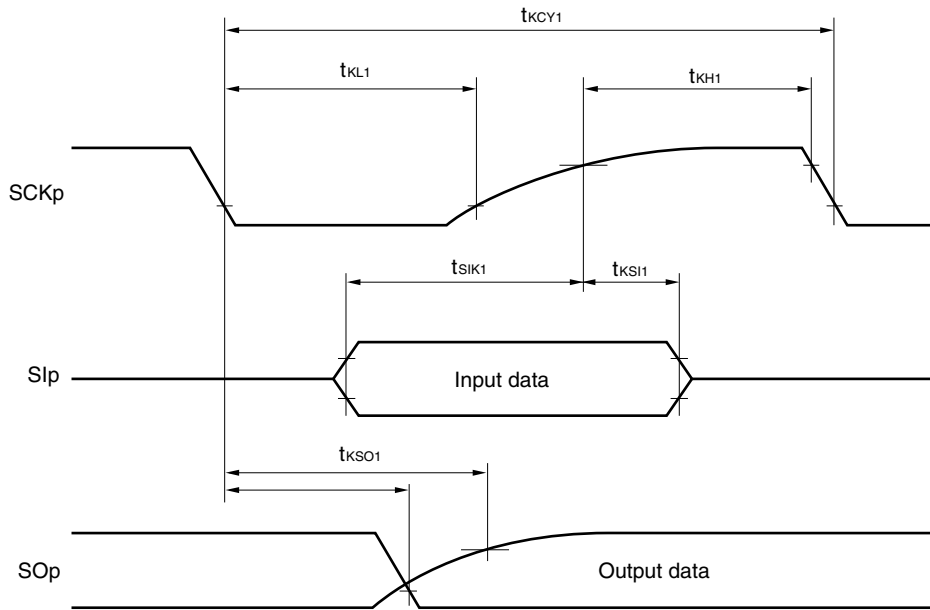 tKCY1
tKL1
tKH1
SCKp
tSIK1
tKSI1
SIp
Input data
tKSO1
SOp
Output data